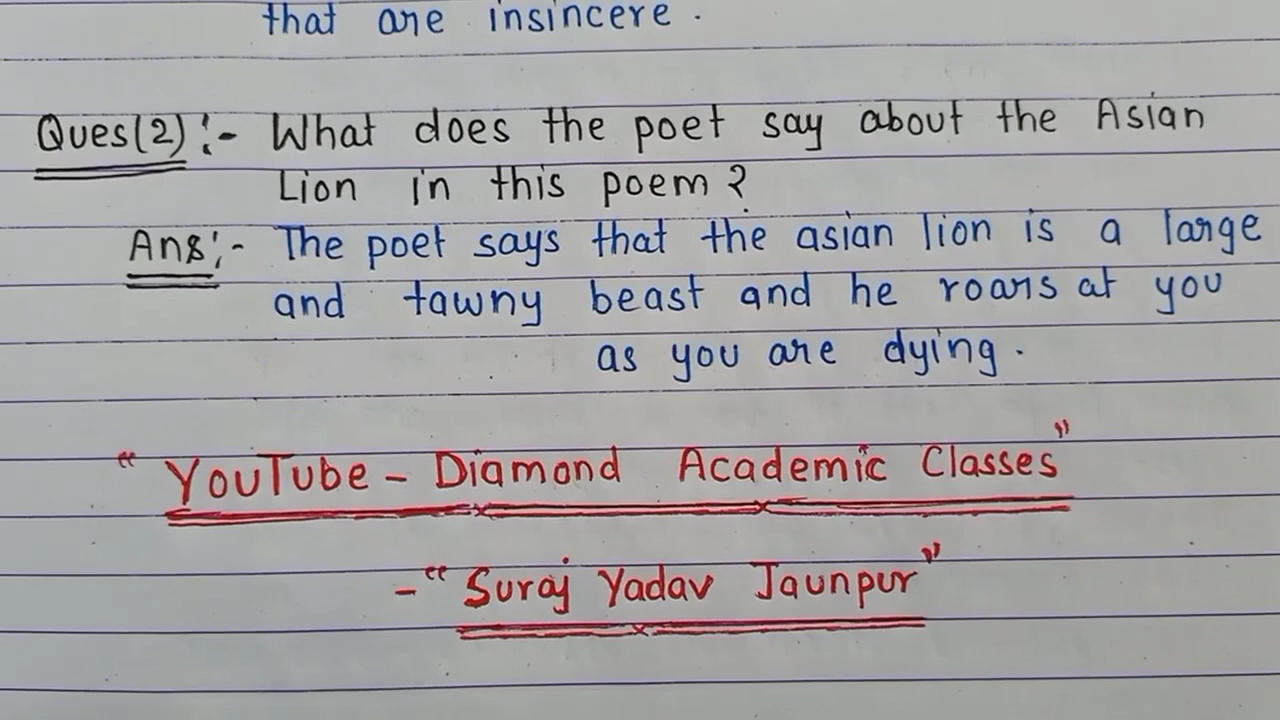 that are insincere.
Ques(2):- What does the poet say about the Asian
Lion in this poem?
Ans:- The poet says that the asian lion is a large
and tawny beast and he roars at you
as you are dying.
"YouTube - Diamond Academic Classes"
- "Suraj Yadav Jaunpur"